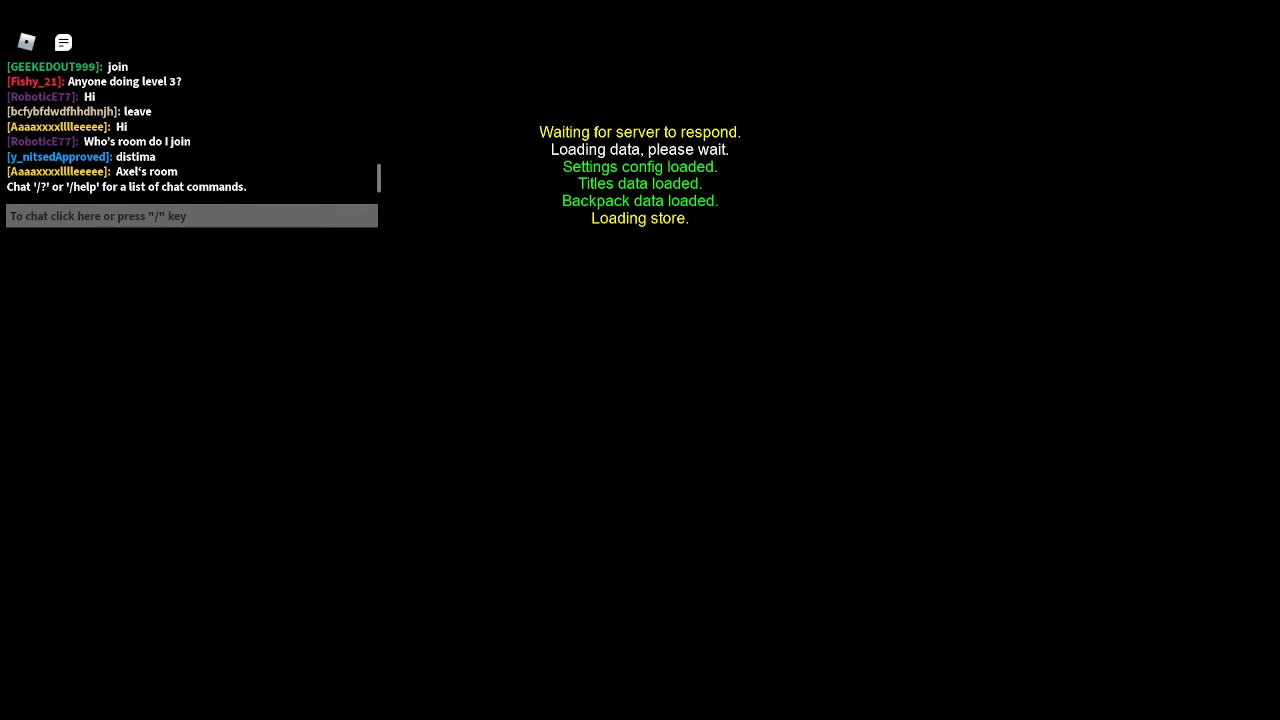 [GEEKEDOUT999]: join
[Fishy_21]: Anyone doing level 3?
[RoboticE77]: Hi
[bcfybfdwdfhhdhnjh]: leave
[Aaaaxxxxlllleeeee]: Hi
[RoboticE77]: Who's room do I join
[y_nitsedApproved]: distima
[Aaaaxxxxlllleeeee]: Axel's room
Chat '/?' or '/help' for a list of chat commands.
To chat click here or press "/" key
Waiting for server to respond.
Loading data, please wait.
Settings config loaded.
Titles data loaded.
Backpack data loaded.
Loading store.